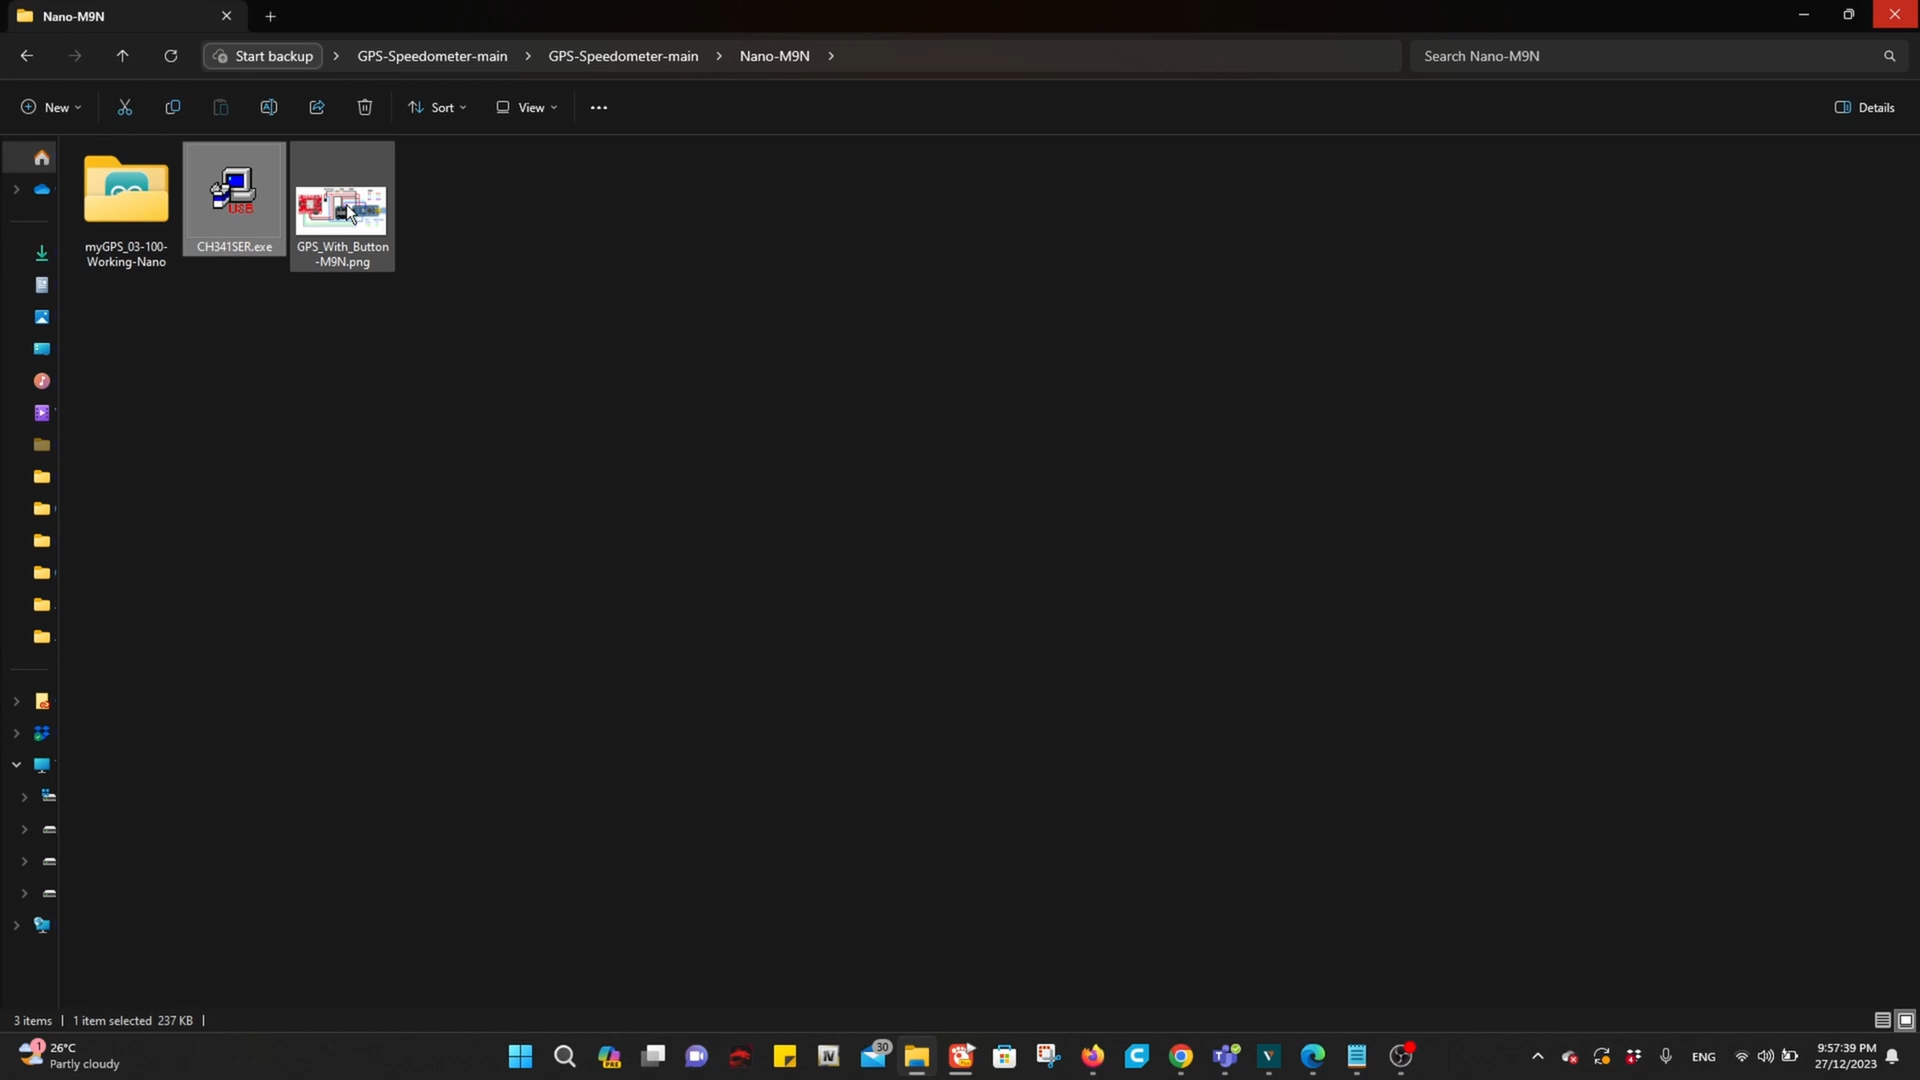 Nano-M9N
Start backup
GPS-Speedometer-main
GPS-Speedometer-main
Nano-M9N
Search Nano-M9N
New
Sort
View
Details
myGPS_03-100-
Working-Nano
USB
CH341SER.exe
GPS_With_Button
-M9N.png
3 items
1 item selected 237 KB
1
26°C
Partly cloudy
PRE
30
ENG
9:57:39 PM
27/12/2023